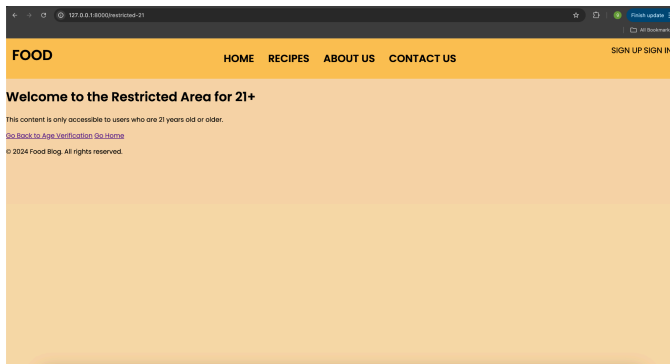 127.0.0.1:8000/restricted-21
Finish update
All Bookmark
FOOD
HOME RECIPES ABOUT US CONTACT US
SIGN UP SIGN IN
Welcome to the Restricted Area for 21+
This content is only accessible to users who are 21 years old or older.
Go Back to Age Verification Go Home
© 2024 Food Blog. All rights reserved.